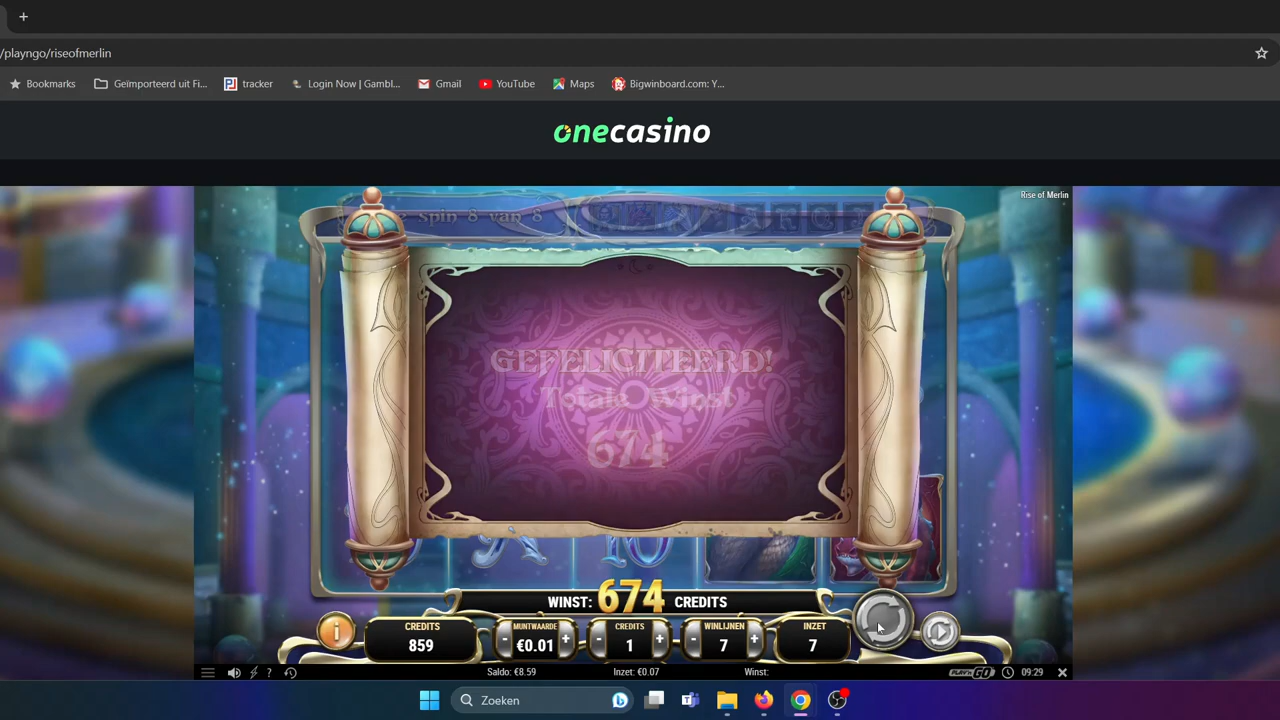 /playngo/riseofmerlin
Bookmarks
Geïmporteerd uit Fi...
tracker
Login Now | Gambl...
Gmail
YouTube
Maps
Bigwinboard.com: Y...
onecasino
Rise of Merlin
spin 8 van 8
GEFELICITEERD!
Totale Winst
674
WINST: 674 CREDITS
CREDITS
859
MUNTWAARDE
- €0.01 +
CREDITS
- 1 +
WINLIJNEN
- 7 +
INZET
7
Saldo: €8.59
Inzet: €0.07
Winst:
PLAY'N GO
09:29
Zoeken